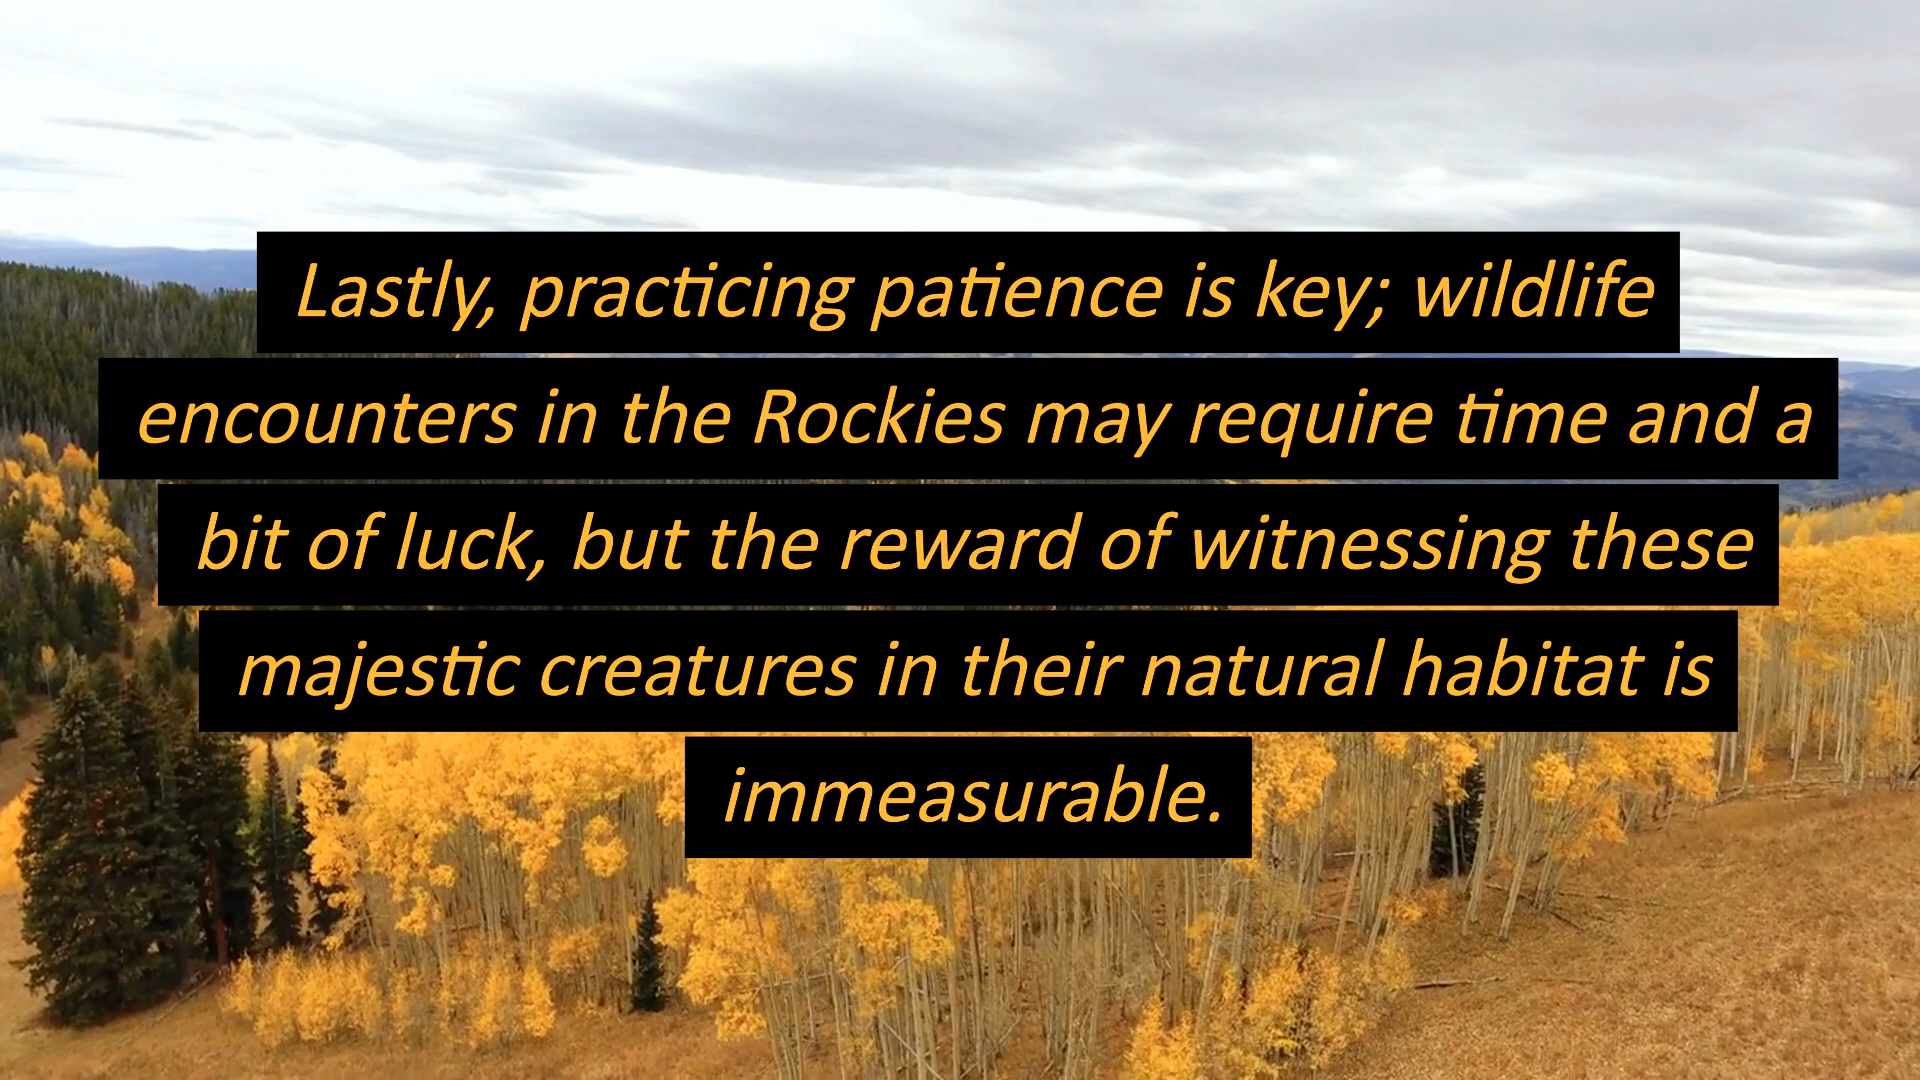 Lastly, practicing patience is key; wildlife
encounters in the Rockies may require time and a
bit of luck, but the reward of witnessing these
majestic creatures in their natural habitat is
immeasurable.